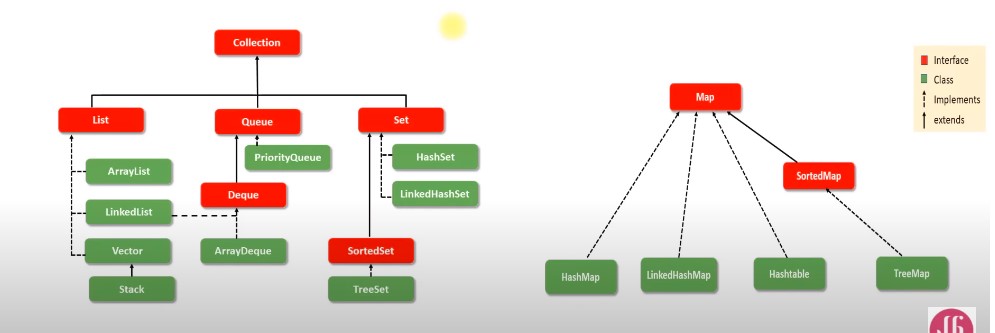 Collection
List
Queue
Set
PriorityQueue
ArrayList
HashSet
Deque
LinkedHashSet
LinkedList
Vector
ArrayDeque
SortedSet
Stack
TreeSet
Map
SortedMap
HashMap
LinkedHashMap
Hashtable
TreeMap
Interface
Class
Implements
extends